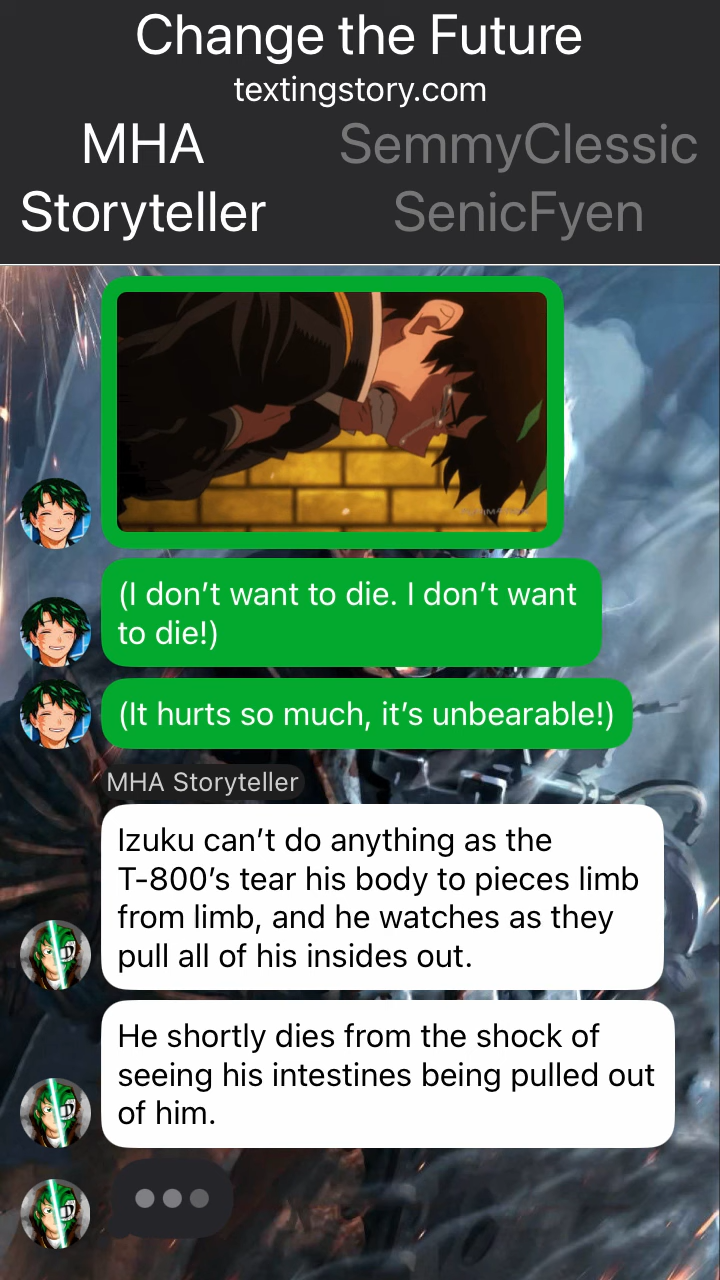 Change the Future
textingstory.com
MHA
Storyteller
SemmyClessic
SenicFyen
(I don’t want to die. I don’t want
to die!)
(It hurts so much, it’s unbearable!)
MHA Storyteller
Izuku can’t do anything as the
T-800’s tear his body to pieces limb
from limb, and he watches as they
pull all of his insides out.
He shortly dies from the shock of
seeing his intestines being pulled out
of him.